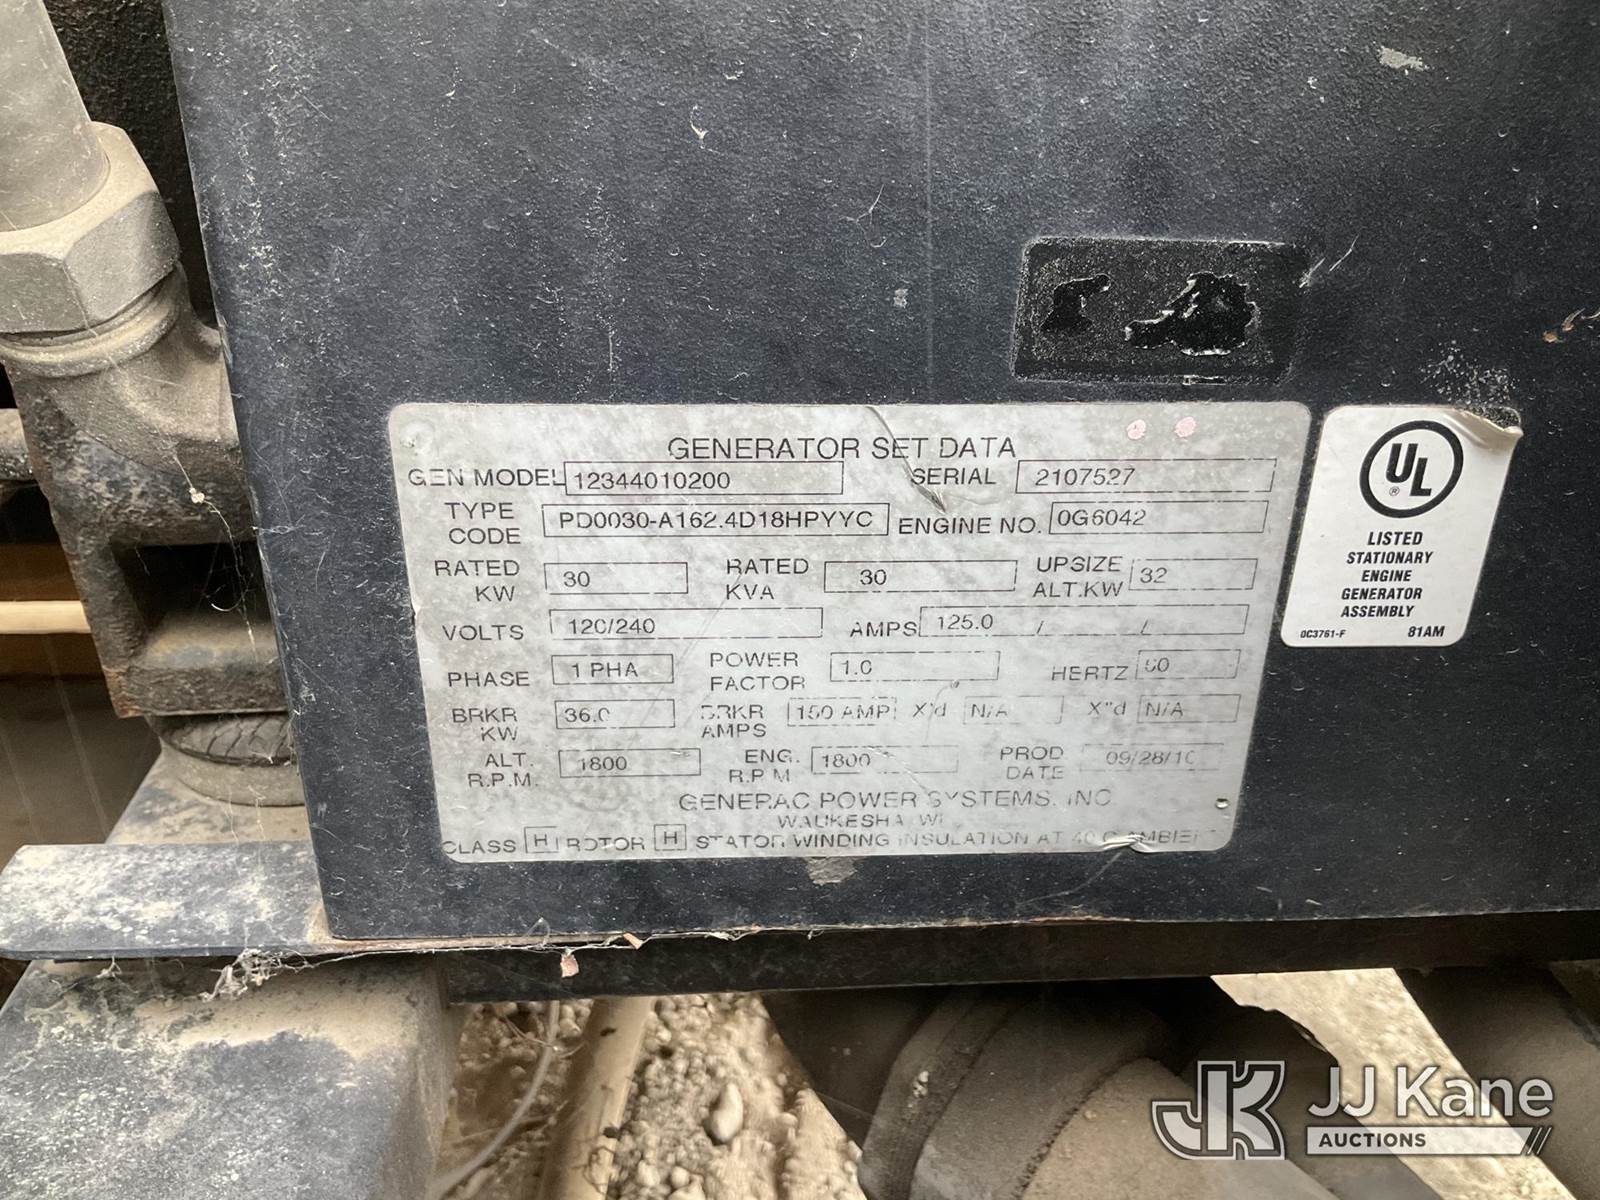 GENERATOR SET DATA
GEN MODEL 12344010200 SERIAL 2107527
TYPE CODE PD0030-A162.4D18HPYYC ENGINE NO. 0G6042
RATED KW 30 RATED KVA 30 UPSIZE ALT.KW 32
VOLTS 120/240 AMPS 125.0 / /
PHASE 1 PHA POWER FACTOR 1.0 HERTZ 60
BRKR KW 36.0 BRKR AMPS 150 AMP X'd N/A X"d N/A
ALT. R.P.M. 1800 ENG. R.P.M 1800 PROD DATE 09/28/10
GENERAC POWER SYSTEMS, INC
WAUKESHA, WI
CLASS H ROTOR H STATOR WINDING INSULATION AT 40 C AMBIENT
UL
®
LISTED
STATIONARY
ENGINE
GENERATOR
ASSEMBLY
0C3761-F 81AM
JK JJ Kane
AUCTIONS